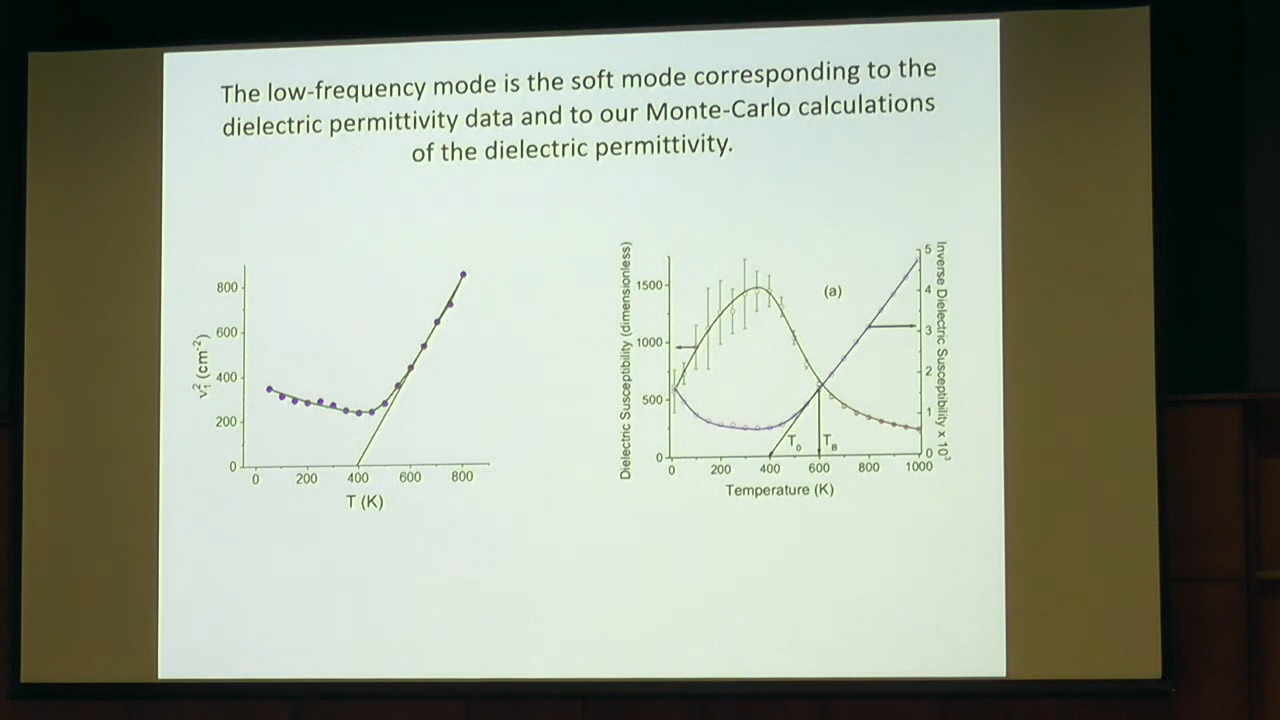 The low-frequency mode is the soft mode corresponding to the
dielectric permittivity data and to our Monte-Carlo calculations
of the dielectric permittivity.
800
600
400
200
0
ν₁² (cm⁻²)
0 200 400 600 800
T (K)
Dielectric Susceptibility (dimensionless)
1500
1000
500
0
(a)
T₀ T_B
5
4
3
2
1
0
Inverse Dielectric Susceptibility x 10³
0 200 400 600 800 1000
Temperature (K)